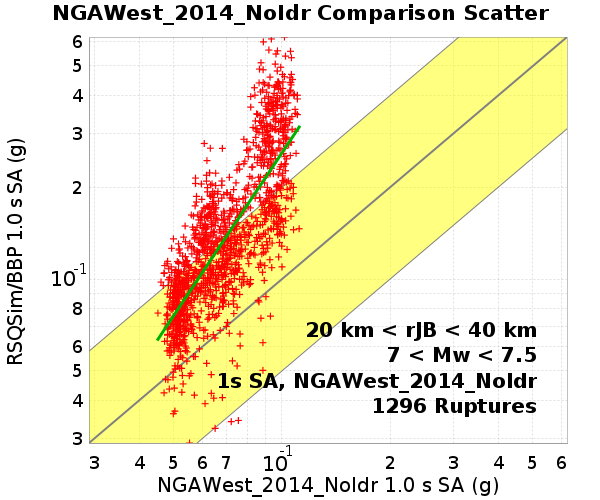 NGAWest_2014_NoIdr Comparison Scatter
RSQSim/BBP 1.0 s SA (g)
6
5
4
3
2
10-1
8
6
5
4
3
20 km < rJB < 40 km
7 < Mw < 7.5
1s SA, NGAWest_2014_NoIdr
1296 Ruptures
3 4 5 6 7 10-1 2 3 4 5 6
NGAWest_2014_NoIdr 1.0 s SA (g)